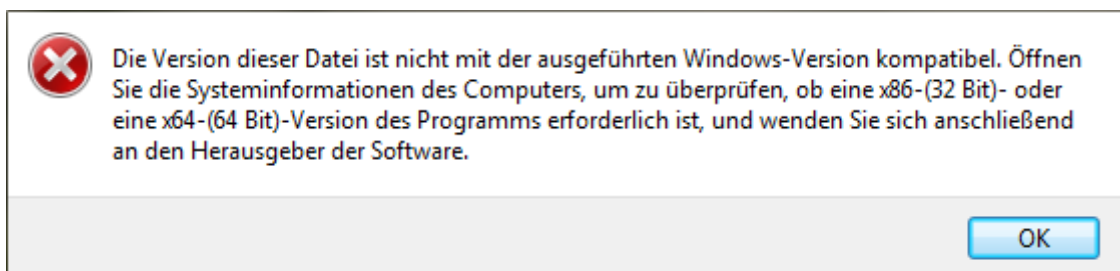 Die Version dieser Datei ist nicht mit der ausgeführten Windows-Version kompatibel. Öffnen
Sie die Systeminformationen des Computers, um zu überprüfen, ob eine x86-(32 Bit)- oder
eine x64-(64 Bit)-Version des Programms erforderlich ist, und wenden Sie sich anschließend
an den Herausgeber der Software.
OK